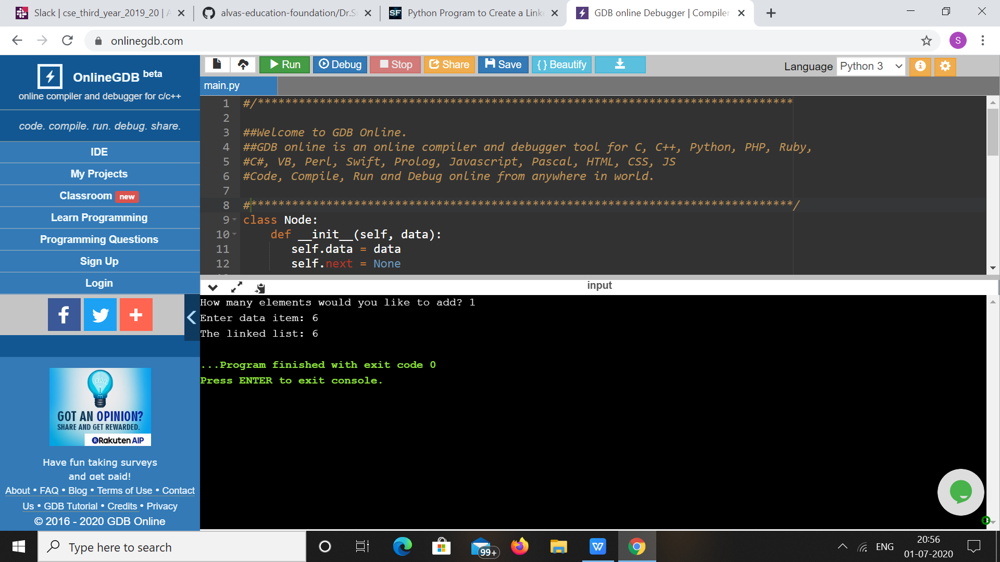 Slack | cse_third_year_2019_20 | A
alvas-education-foundation/Dr.Sr
SF Python Program to Create a Linke
GDB online Debugger | Compiler
onlinegdb.com
S
OnlineGDB beta
online compiler and debugger for c/c++
code. compile. run. debug. share.
IDE
My Projects
Classroom new
Learn Programming
Programming Questions
Sign Up
Login
GOT AN OPINION?
SHARE AND GET REWARDED.
Rakuten AIP
Have fun taking surveys
and get paid!
About • FAQ • Blog • Terms of Use • Contact
Us • GDB Tutorial • Credits • Privacy
© 2016 - 2020 GDB Online
Run Debug Stop Share Save { } Beautify
Language Python 3
main.py
1 #/******************************************************************************
2
3 ##Welcome to GDB Online.
4 ##GDB online is an online compiler and debugger tool for C, C++, Python, PHP, Ruby,
5 #C#, VB, Perl, Swift, Prolog, Javascript, Pascal, HTML, CSS, JS
6 #Code, Compile, Run and Debug online from anywhere in world.
7
8 #*******************************************************************************/
9 class Node:
10 def __init__(self, data):
11 self.data = data
12 self.next = None
input
How many elements would you like to add? 1
Enter data item: 6
The linked list: 6
...Program finished with exit code 0
Press ENTER to exit console.
Type here to search
99+
ENG
20:56
01-07-2020